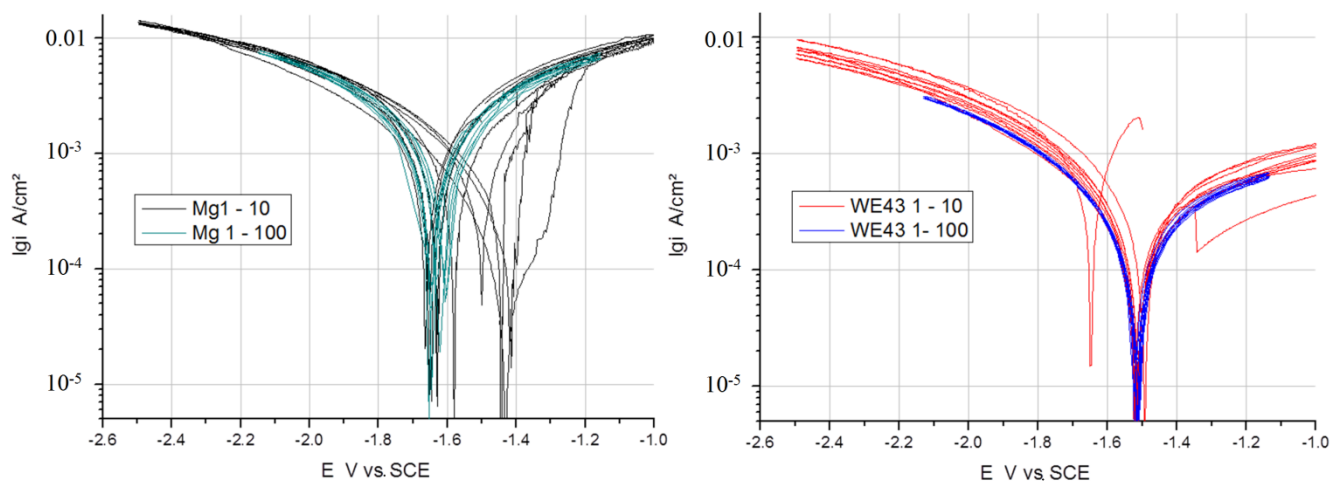 0.01
10-3
10-4
10-5
lgi A/cm²
Mg1 - 10
Mg 1 - 100
-2.6 -2.4 -2.2 -2.0 -1.8 -1.6 -1.4 -1.2 -1.0
E V vs. SCE
0.01
10-3
10-4
10-5
lgi A/cm²
WE43 1 - 10
WE43 1- 100
-2.6 -2.4 -2.2 -2.0 -1.8 -1.6 -1.4 -1.2 -1.0
E V vs. SCE